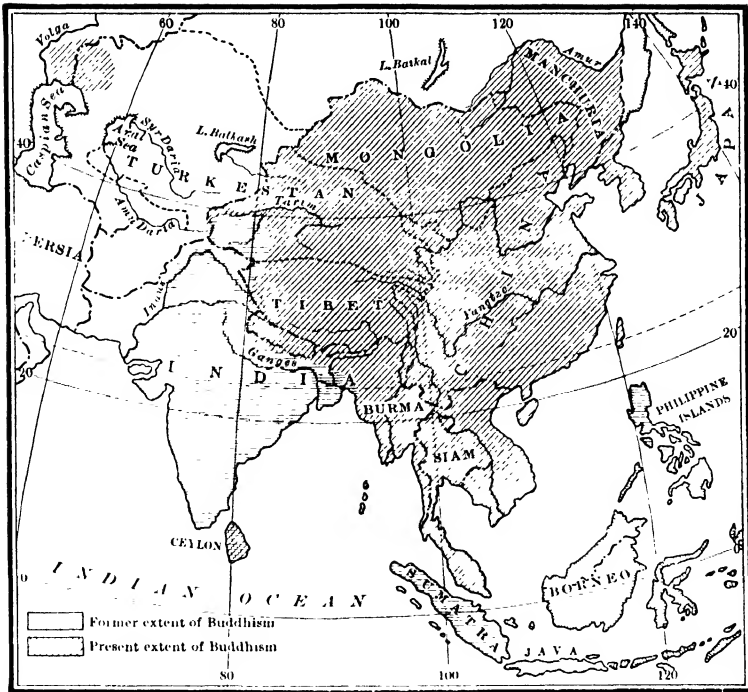 60
80
100
120
140
Volga
L. Baikal
Amur
MANCHURIA
Caspian Sea
40
40
Aral Sea
Syr Daria
L. Balkash
MONGOLIA
TURKESTAN
Tarim
Amu Daria
JAPA
PERSIA
Indus
TIBET
CHINA
Yangtze
Ganges
20
20
INDIA
BURMA
SIAM
PHILIPPINE
ISLANDS
CEYLON
0
INDIAN OCEAN
SUMATRA
BORNEO
JAVA
Former extent of Buddhism
Present extent of Buddhism
80
100
120